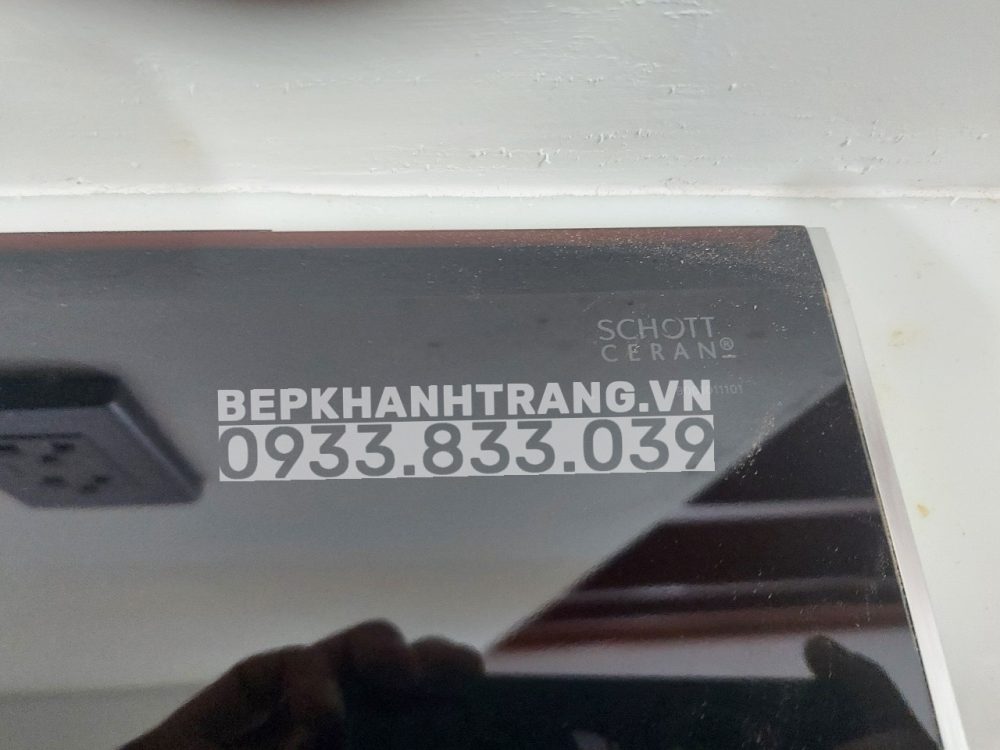 SCHOTT
CERAN®
BEPKHANHTRANG.VN
0933.833.039